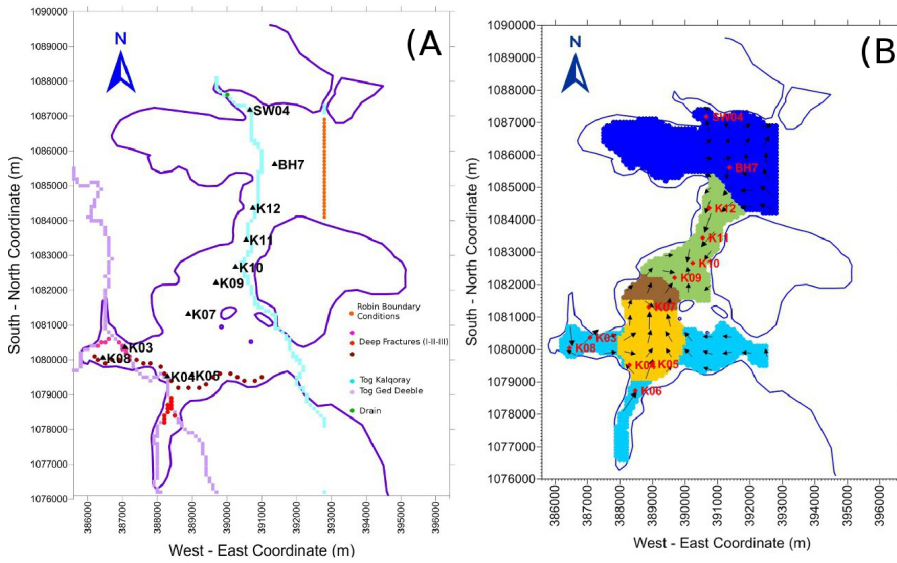 (A)
N
1090000
1089000
1088000
1087000
1086000
1085000
1084000
1083000
1082000
1081000
1080000
1079000
1078000
1077000
1076000
South - North Coordinate (m)
SW04
BH7
K12
K11
K10
K09
K07
K03
K08
K04
K05
Robin Boundary
Conditions
Deep Fractures (I-II-III)
Tog Kalqoray
Tog Ged Deeble
Drain
386000
387000
388000
389000
390000
391000
392000
393000
394000
395000
396000
West - East Coordinate (m)
(B)
N
1090000
1089000
1088000
1087000
1086000
1085000
1084000
1083000
1082000
1081000
1080000
1079000
1078000
1077000
1076000
South - North Coordinate (m)
SW04
BH7
K12
K11
K10
K09
K07
K03
K08
K04
K05
K06
386000
387000
388000
389000
390000
391000
392000
393000
394000
395000
396000
West - East Coordinate (m)